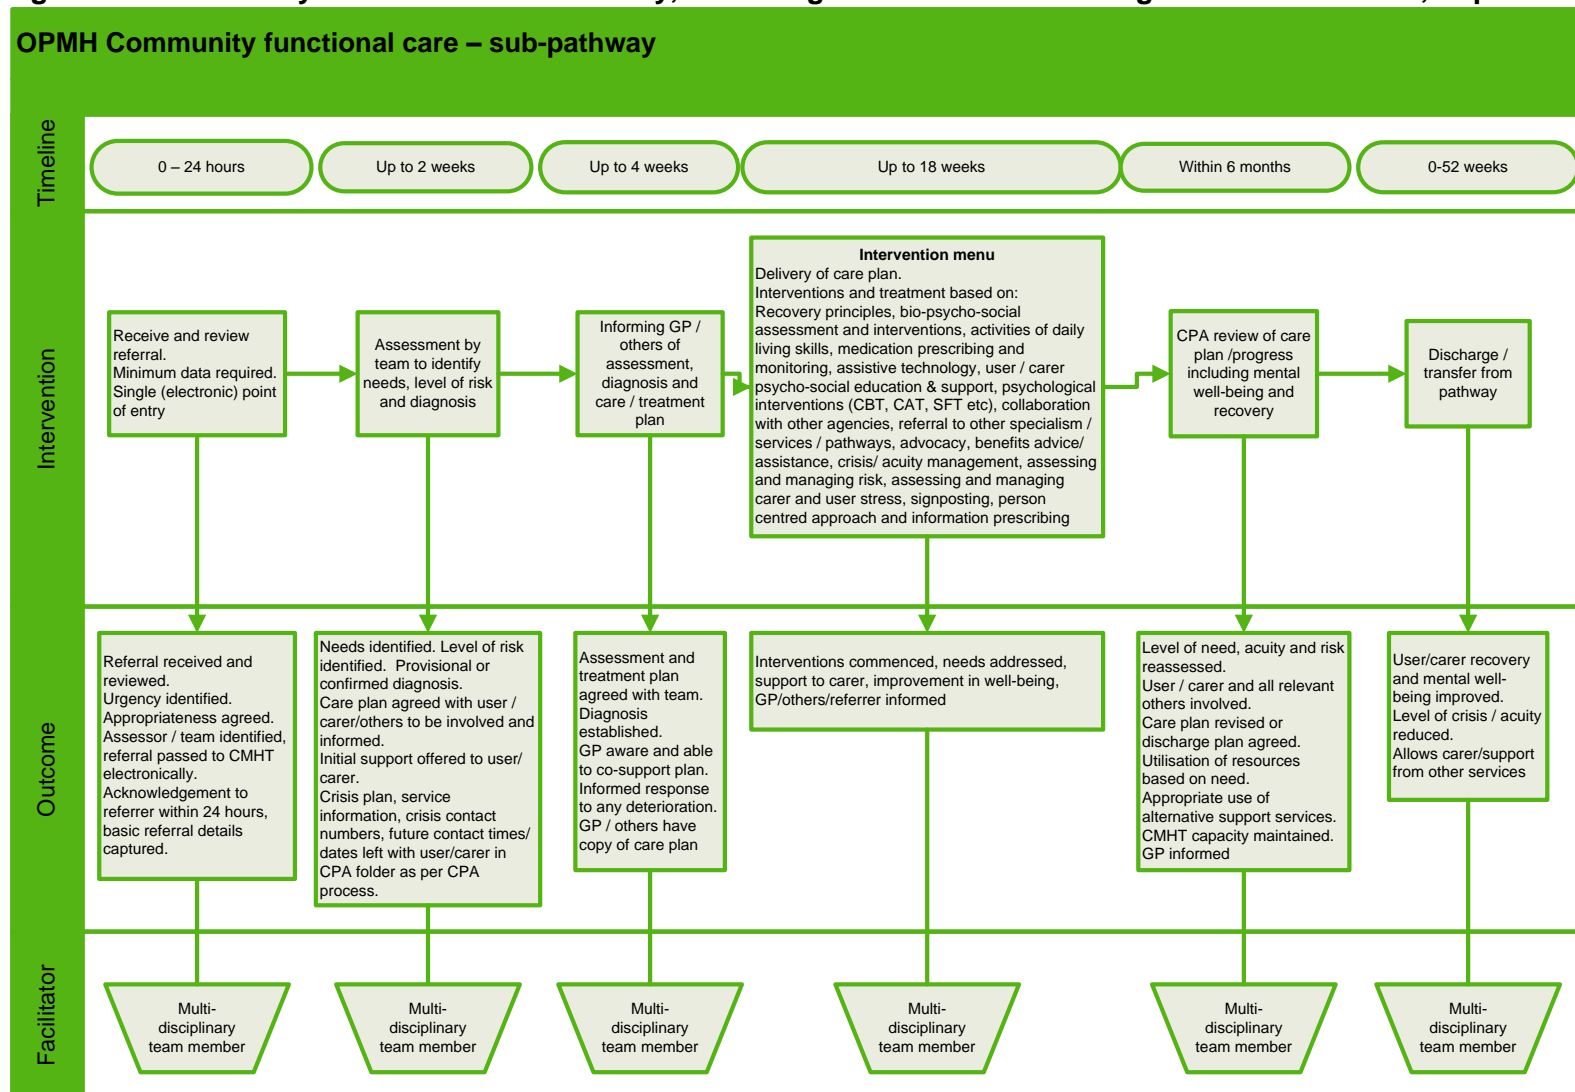 OPMH Community functional care – sub-pathway
Timeline
0 – 24 hours
Up to 2 weeks
Up to 4 weeks
Up to 18 weeks
Within 6 months
0-52 weeks
Intervention
Receive and review
referral.
Minimum data required.
Single (electronic) point
of entry
Assessment by
team to identify
needs, level of risk
and diagnosis
Informing GP /
others of
assessment,
diagnosis and
care / treatment
plan
Intervention menu
Delivery of care plan.
Interventions and treatment based on:
Recovery principles, bio-psycho-social
assessment and interventions, activities of daily
living skills, medication prescribing and
monitoring, assistive technology, user / carer
psycho-social education & support, psychological
interventions (CBT, CAT, SFT etc), collaboration
with other agencies, referral to other specialism /
services / pathways, advocacy, benefits advice/
assistance, crisis/ acuity management, assessing
and managing risk, assessing and managing
carer and user stress, signposting, person
centred approach and information prescribing
CPA review of care
plan /progress
including mental
well-being and
recovery
Discharge /
transfer from
pathway
Outcome
Referral received and
reviewed.
Urgency identified.
Appropriateness agreed.
Assessor / team identified,
referral passed to CMHT
electronically.
Acknowledgement to
referrer within 24 hours,
basic referral details
captured.
Needs identified. Level of risk
identified.  Provisional or
confirmed diagnosis.
Care plan agreed with user /
carer/others to be involved and
informed.
Initial support offered to user/
carer.
Crisis plan, service
information, crisis contact
numbers, future contact times/
dates left with user/carer in
CPA folder as per CPA
process.
Assessment and
treatment plan
agreed with team.
Diagnosis
established.
GP aware and able
to co-support plan.
Informed response
to any deterioration.
GP / others have
copy of care plan
Interventions commenced, needs addressed,
support to carer, improvement in well-being,
GP/others/referrer informed
Level of need, acuity and risk
reassessed.
User / carer and all relevant
others involved.
Care plan revised or
discharge plan agreed.
Utilisation of resources
based on need.
Appropriate use of
alternative support services.
CMHT capacity maintained.
GP informed
User/carer recovery
and mental well-
being improved.
Level of crisis / acuity
reduced.
Allows carer/support
from other services
Facilitator
Multi-
disciplinary
team member
Multi-
disciplinary
team member
Multi-
disciplinary
team member
Multi-
disciplinary
team member
Multi-
disciplinary
team member
Multi-
disciplinary
team member